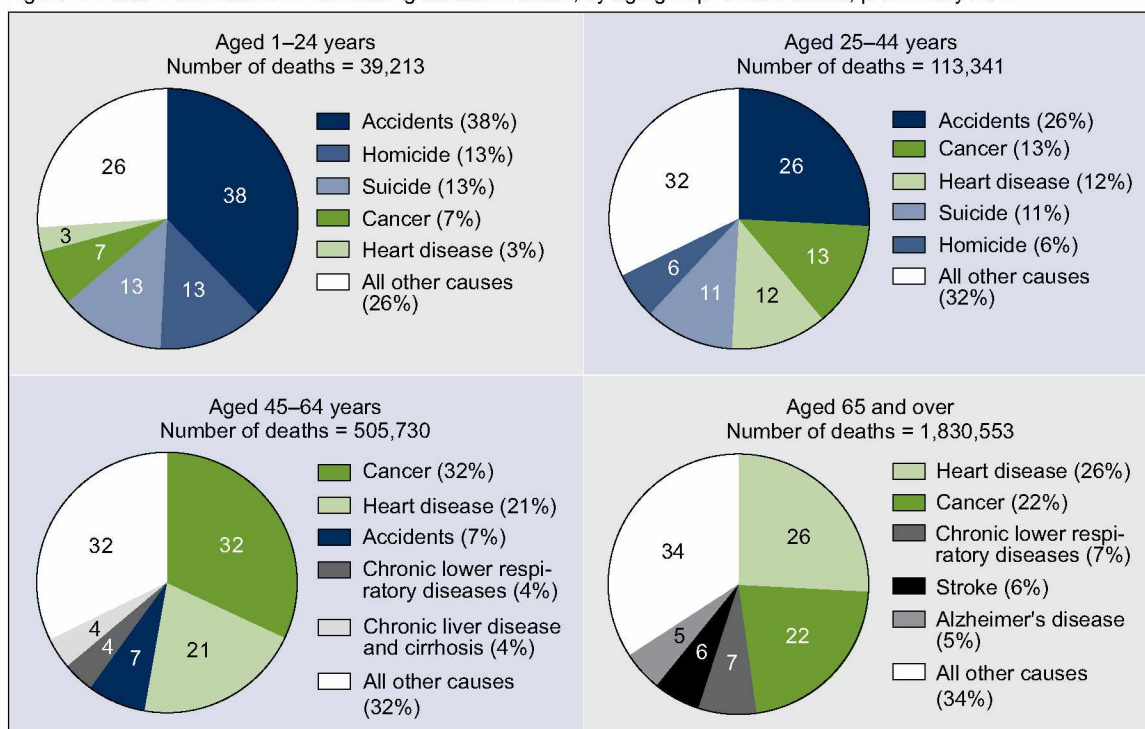 Aged 1–24 years
Number of deaths = 39,213
38
13
13
7
3
26
Accidents (38%)
Homicide (13%)
Suicide (13%)
Cancer (7%)
Heart disease (3%)
All other causes
(26%)
Aged 25–44 years
Number of deaths = 113,341
26
13
12
11
6
32
Accidents (26%)
Cancer (13%)
Heart disease (12%)
Suicide (11%)
Homicide (6%)
All other causes
(32%)
Aged 45–64 years
Number of deaths = 505,730
32
21
7
4
4
32
Cancer (32%)
Heart disease (21%)
Accidents (7%)
Chronic lower respi-
ratory diseases (4%)
Chronic liver disease
and cirrhosis (4%)
All other causes
(32%)
Aged 65 and over
Number of deaths = 1,830,553
26
22
7
6
5
34
Heart disease (26%)
Cancer (22%)
Chronic lower respi-
ratory diseases (7%)
Stroke (6%)
Alzheimer's disease
(5%)
All other causes
(34%)